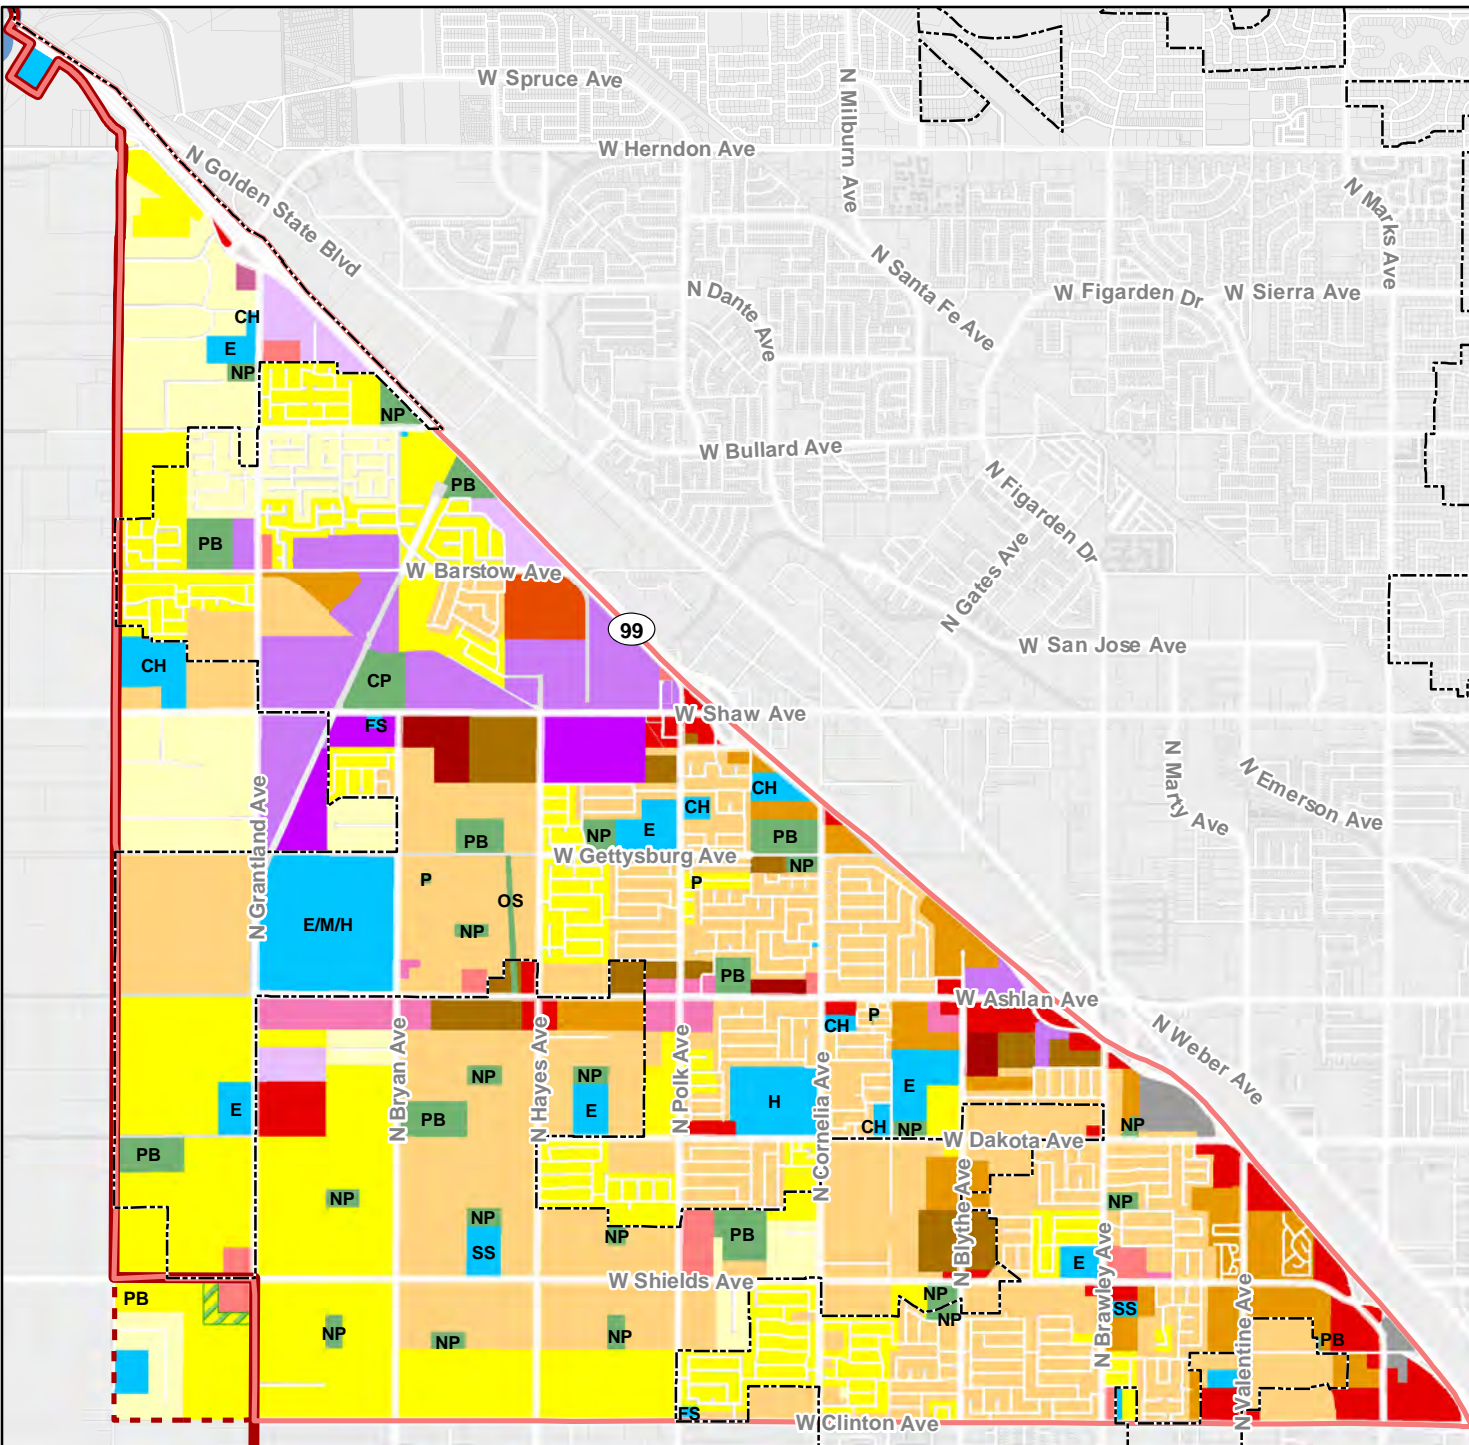 W Spruce Ave
N Milburn Ave
W Herndon Ave
N Golden State Blvd
N Marks Ave
N Santa Fe Ave
N Dante Ave
W Figarden Dr
W Sierra Ave
CH
E
NP
NP
W Bullard Ave
N Figarden Dr
PB
PB
W Barstow Ave
N Gates Ave
99
W San Jose Ave
CH
CP
FS
W Shaw Ave
N Marty Ave
N Emerson Ave
N Grantland Ave
CH
CH
PB
NP
E
PB
W Gettysburg Ave
NP
P
P
OS
E/M/H
NP
PB
W Ashlan Ave
CH
P
N Weber Ave
N Bryan Ave
N Hayes Ave
N Polk Ave
N Cornelia Ave
NP
NP
E
E
E
H
PB
CH
NP
NP
W Dakota Ave
PB
NP
NP
NP
N Blythe Ave
NP
PB
SS
E
N Brawley Ave
W Shields Ave
PB
NP
NP
SS
N Valentine Ave
NP
NP
NP
PB
FS
W Clinton Ave